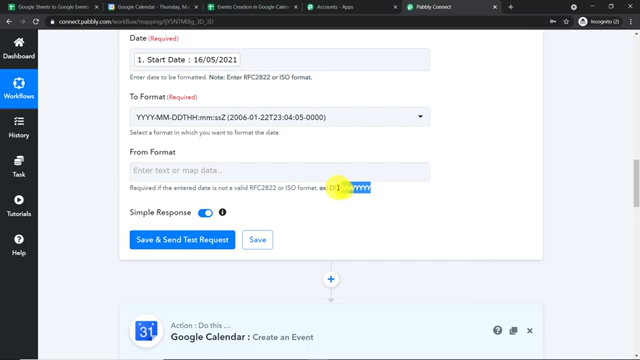 Google Sheets to Google Events
Google Calendar - Thursday, M
Events Creation in Google Calen
Accounts - Apps
Pabbly Connect
connect.pabbly.com/workflow/mapping/IjY5NTM0Ig_3D_3D
Incognito (2)
Dashboard
Workflows
History
Task
Tutorials
Help
Date (Required)
1. Start Date : 16/05/2021
Enter date to be formatted. Note: Enter RFC2822 or ISO format.
To Format (Required)
YYYY-MM-DDTHH:mm:ssZ (2006-01-22T23:04:05-0000)
Select a format in which you want to format the date.
From Format
Enter text or map data..
Required if the entered date is not a valid RFC2822 or ISO format. ex.
Simple Response
Save & Send Test Request
Save
+
31
Action : Do this ...
Google Calendar : Create an Event